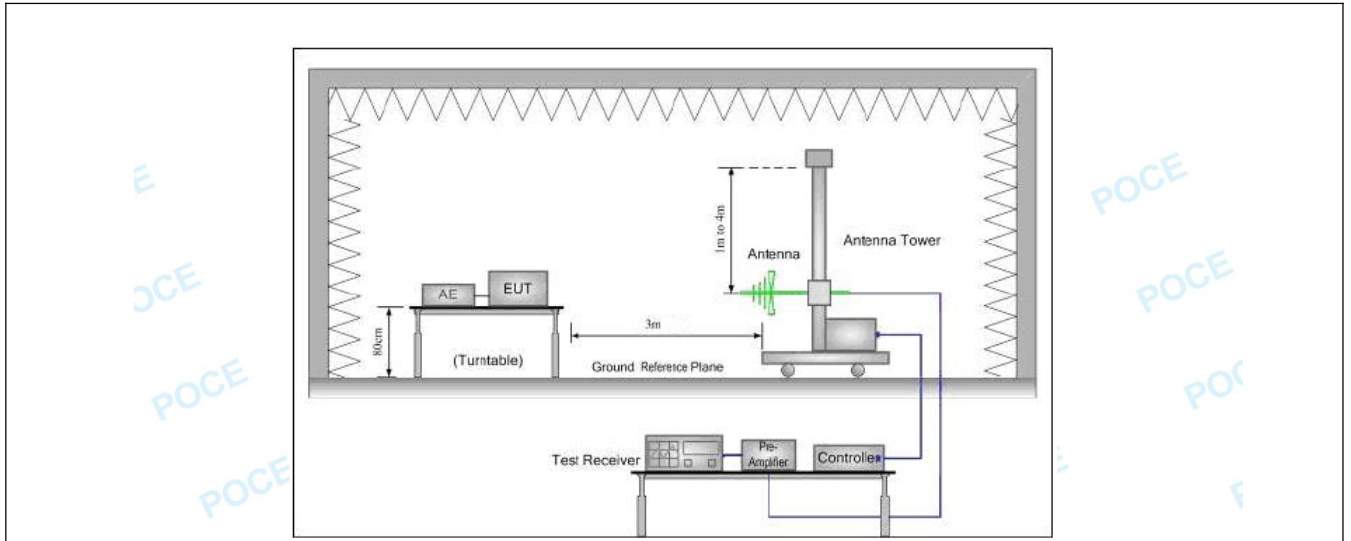 1m to 4m
Antenna Tower
Antenna
AE
EUT
80cm
3m
(Turntable)
Ground Reference Plane
Test Receiver
Pre-
Amplifier
Controller
POCE
POCE
POCE
POCE
POCE